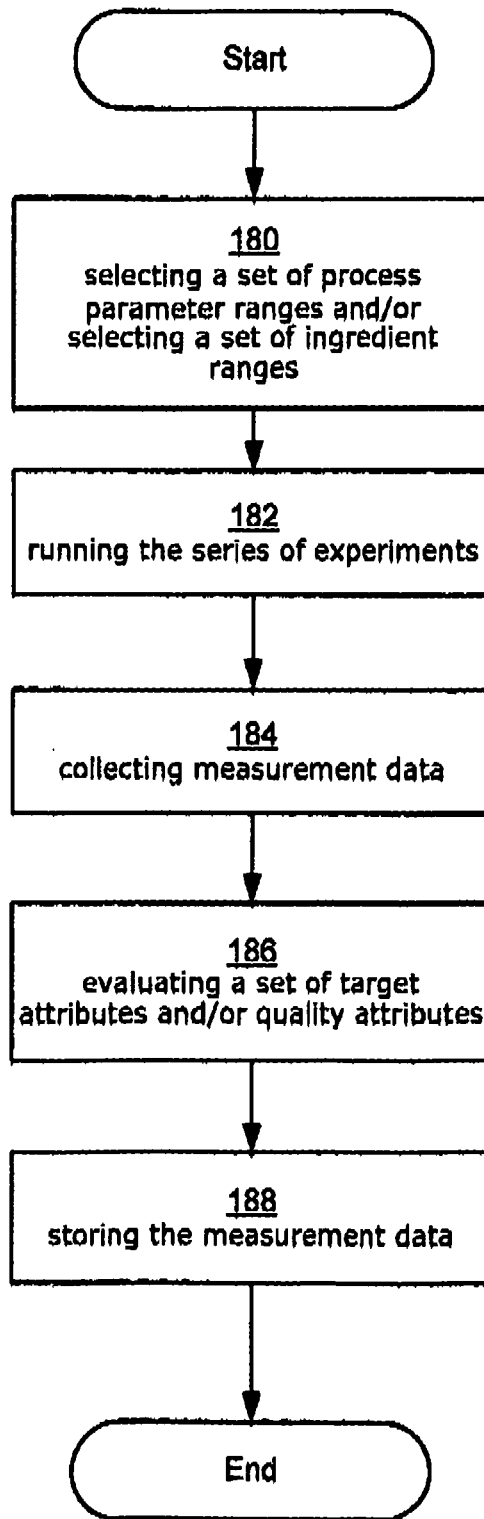 Start
180
selecting a set of process
parameter ranges and/or
selecting a set of ingredient
ranges
182
running the series of experiments
184
collecting measurement data
186
evaluating a set of target
attributes and/or quality attributes
188
storing the measurement data
End